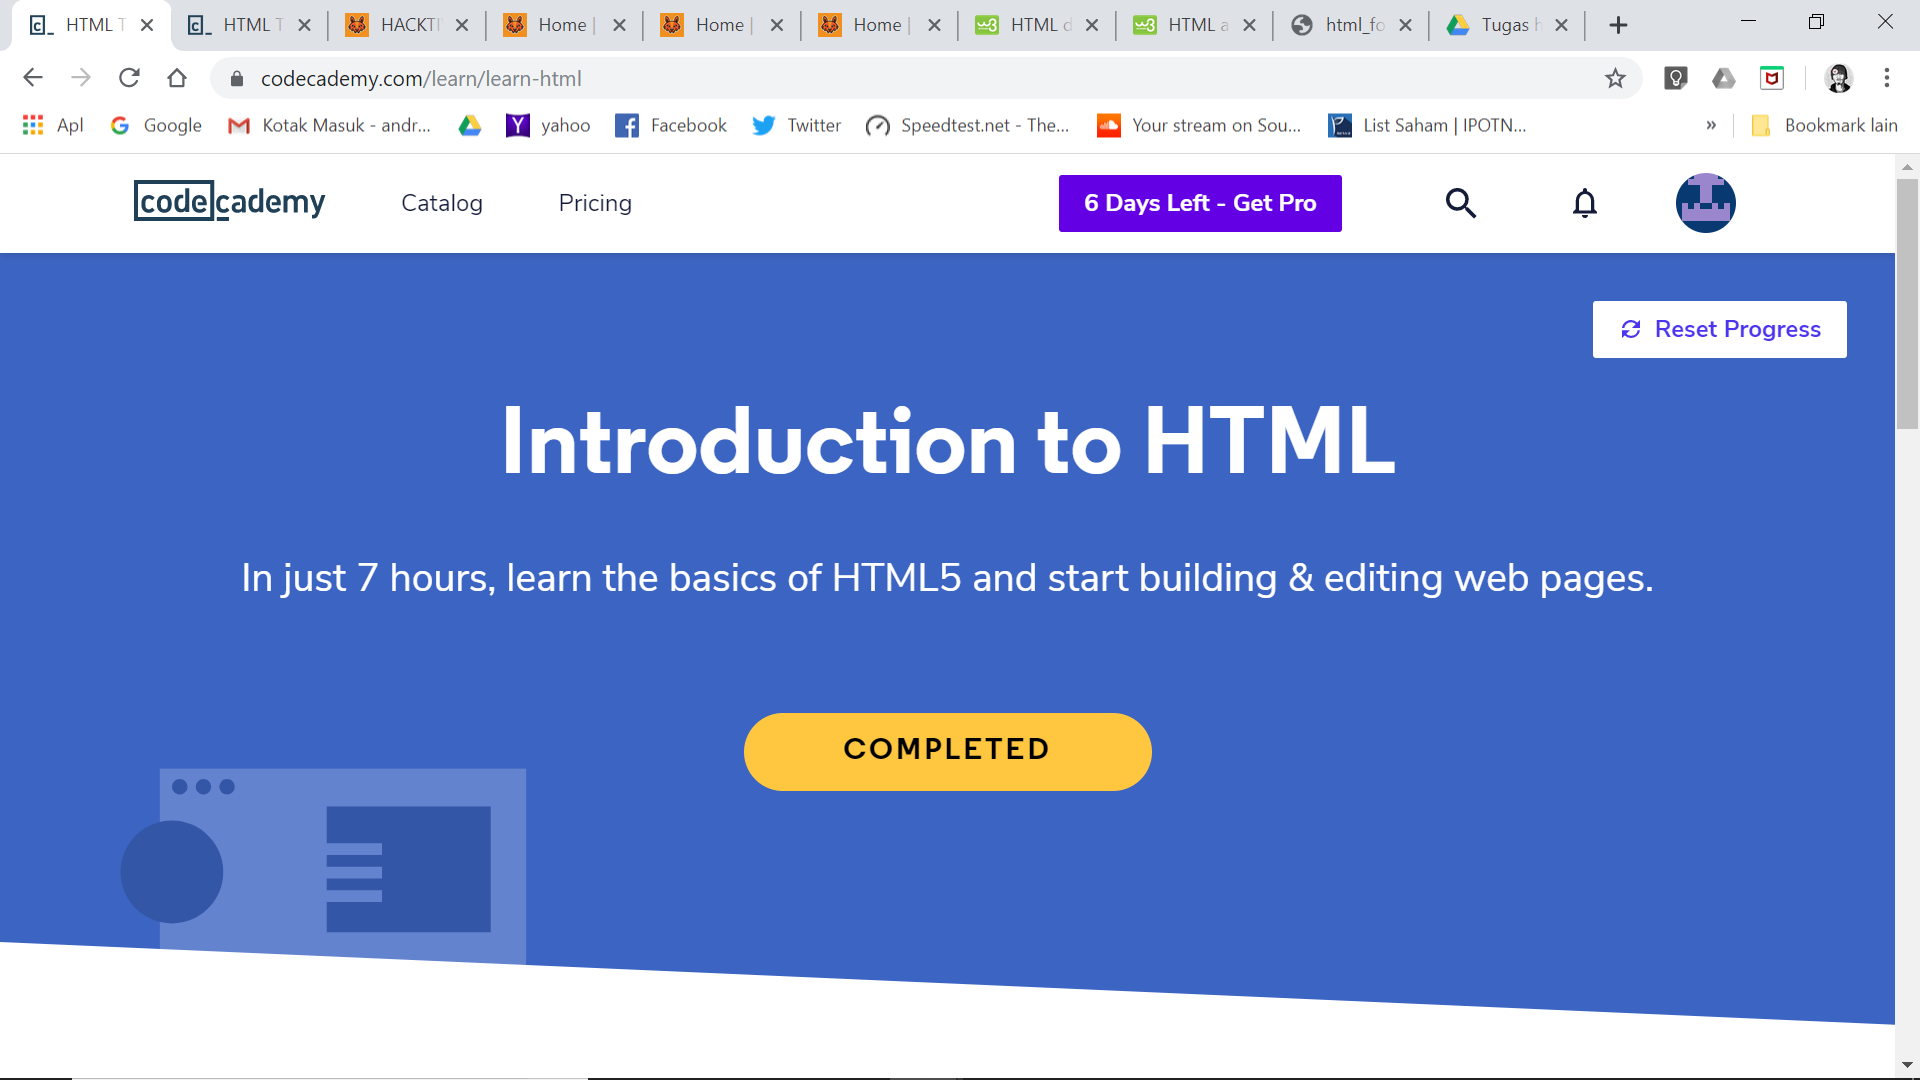 HTML T
HTML T
HACKTI
Home |
Home |
Home |
HTML d
HTML a
html_fo
Tugas h
codecademy.com/learn/learn-html
Apl
Google
Kotak Masuk - andr...
yahoo
Facebook
Twitter
Speedtest.net - The...
Your stream on Sou...
List Saham | IPOTN...
»
Bookmark lain
codecademy
Catalog
Pricing
6 Days Left - Get Pro
Reset Progress
Introduction to HTML
In just 7 hours, learn the basics of HTML5 and start building & editing web pages.
COMPLETED